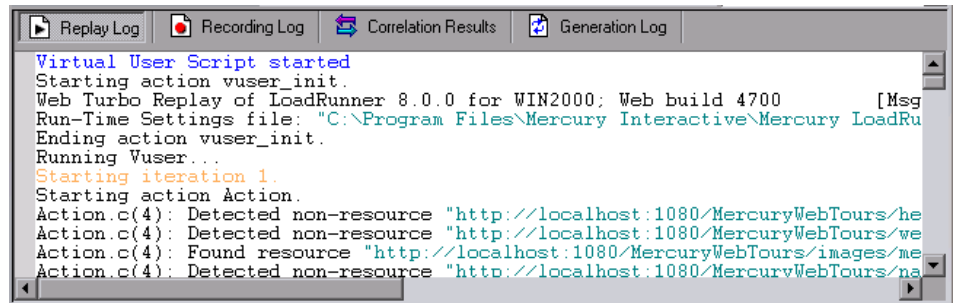 Replay Log Recording Log Correlation Results Generation Log
Virtual User Script started
Starting action vuser_init.
Web Turbo Replay of LoadRunner 8.0.0 for WIN2000; Web build 4700 [Msg
Run-Time Settings file: "C:\Program Files\Mercury Interactive\Mercury LoadRu
Ending action vuser_init.
Running Vuser...
Starting iteration 1.
Starting action Action.
Action.c(4): Detected non-resource "http://localhost:1080/MercuryWebTours/he
Action.c(4): Detected non-resource "http://localhost:1080/MercuryWebTours/we
Action.c(4): Found resource "http://localhost:1080/MercuryWebTours/images/me
Action.c(4): Detected non-resource "http://localhost:1080/MercuryWebTours/na